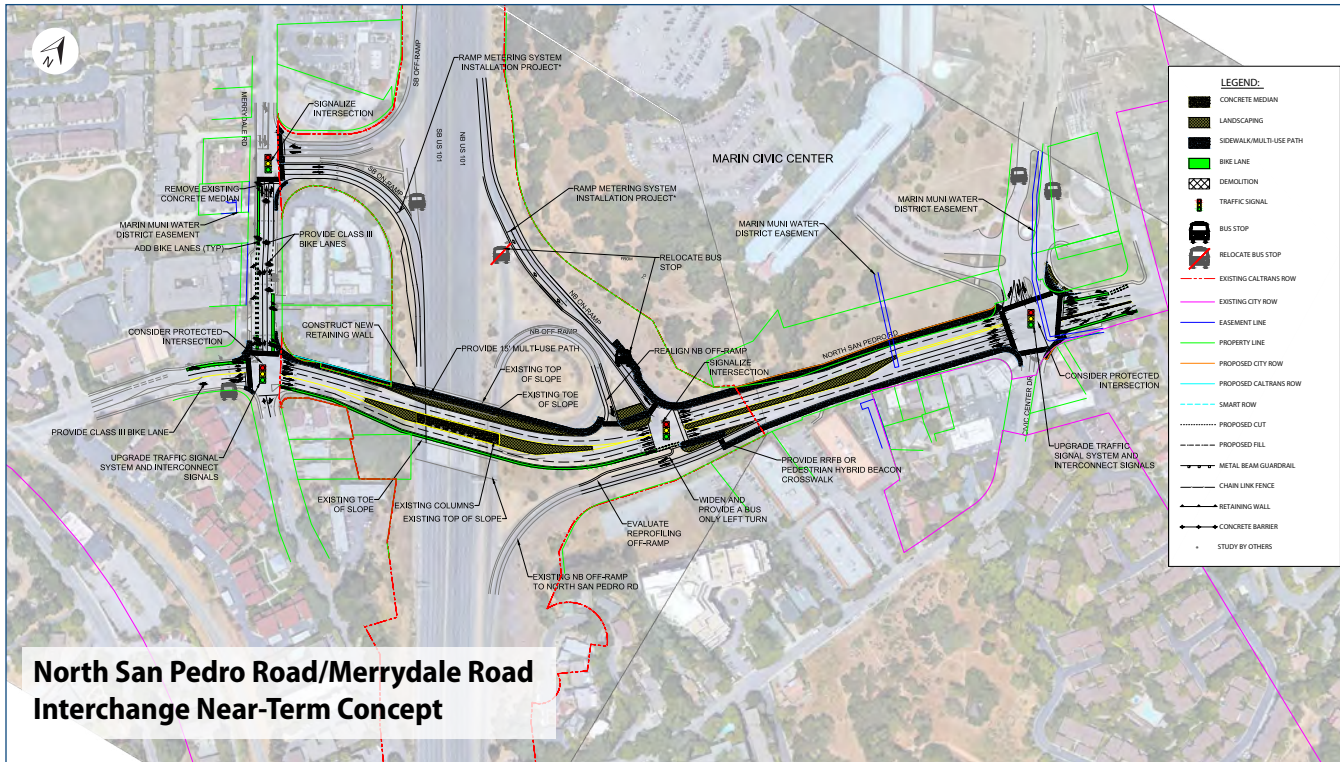 SIGNALIZE
INTERSECTION
MERRYDALE
RD
SB OFF-RAMP
RAMP METERING SYSTEM
INSTALLATION PROJECT*
SB US 101
NB US 101
SB ON-RAMP
REMOVE EXISTING
CONCRETE MEDIAN
MARIN MUNI WATER
DISTRICT EASEMENT
ADD BIKE LANES (TYP)
PROVIDE CLASS III
BIKE LANES
CONSIDER PROTECTED
INTERSECTION
CONSTRUCT NEW
RETAINING WALL
PROVIDE 15' MULTI-USE PATH
EXISTING TOP
OF SLOPE
EXISTING TOE
OF SLOPE
PROVIDE CLASS III BIKE LANE
UPGRADE TRAFFIC SIGNAL
SYSTEM AND INTERCONNECT
SIGNALS
EXISTING TOE
OF SLOPE
EXISTING COLUMNS
EXISTING TOP OF SLOPE
MARIN CIVIC CENTER
RAMP METERING SYSTEM
INSTALLATION PROJECT*
RELOCATE BUS
STOP
MARIN MUNI WATER
DISTRICT EASEMENT
MARIN MUNI WATER
DISTRICT EASEMENT
NB ON-RAMP
NB OFF-RAMP
REALIGN NB OFF-RAMP
SIGNALIZE
INTERSECTION
NORTH SAN PEDRO RD
CIVIC CENTER DR
CONSIDER PROTECTED
INTERSECTION
UPGRADE TRAFFIC
SIGNAL SYSTEM AND
INTERCONNECT SIGNALS
PROVIDE RRFB OR
PEDESTRIAN HYBRID BEACON
CROSSWALK
WIDEN AND
PROVIDE A BUS
ONLY LEFT TURN
EVALUATE
REPROFILING
OFF-RAMP
EXISTING NB OFF-RAMP
TO NORTH SAN PEDRO RD
LEGEND:
CONCRETE MEDIAN
LANDSCAPING
SIDEWALK/MULTI-USE PATH
BIKE LANE
DEMOLITION
TRAFFIC SIGNAL
BUS STOP
RELOCATE BUS STOP
EXISTING CALTRANS ROW
EXISTING CITY ROW
EASEMENT LINE
PROPERTY LINE
PROPOSED CITY ROW
PROPOSED CALTRANS ROW
SMART ROW
PROPOSED CUT
PROPOSED FILL
METAL BEAM GUARDRAIL
CHAIN LINK FENCE
RETAINING WALL
CONCRETE BARRIER
* STUDY BY OTHERS
North San Pedro Road/Merrydale Road
Interchange Near-Term Concept